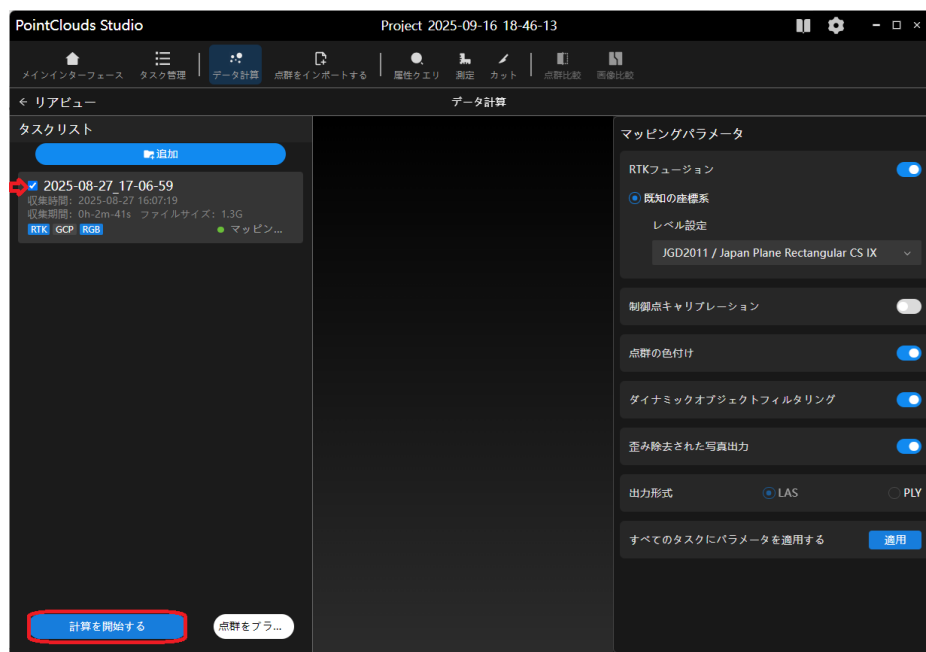 PointClouds Studio
Project 2025-09-16 18-46-13
メインインターフェース タスク管理 データ計算 点群をインポートする 属性クエリ 測定 カット 点群比較 画像比較
← リアビュー
データ計算
タスクリスト
追加
2025-08-27_17-06-59
収集時間: 2025-08-27 16:07:19
収集期間: 0h-2m-41s ファイルサイズ: 1.3G
RTK GCP RGB
マッピン...
計算を開始する
点群をブラ...
マッピングパラメータ
RTKフュージョン
既知の座標系
レベル設定
JGD2011 / Japan Plane Rectangular CS IX
制御点キャリブレーション
点群の色付け
ダイナミックオブジェクトフィルタリング
歪み除去された写真出力
出力形式 LAS PLY
すべてのタスクにパラメータを適用する 適用